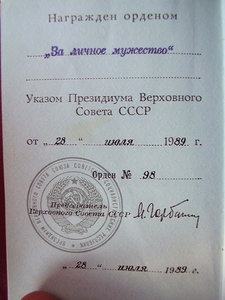 Награжден орденом
„За личное мужество“
Указом Президиума Верховного
Совета СССР
от „28“ июля 1989 г.
Орден № 98
Председатель
Верховного Совета СССР
„28“ июля 1989 г.